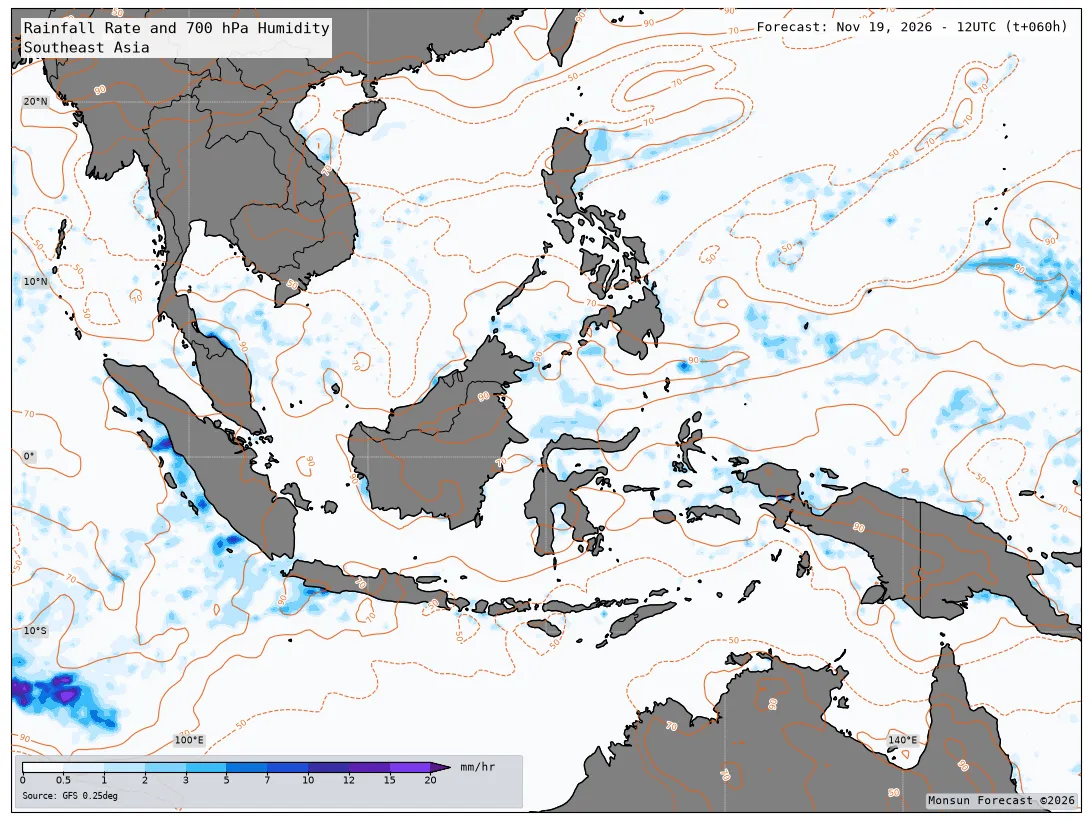 Rainfall Rate and 700 hPa Humidity
Southeast Asia
Forecast: Nov 19, 2026 - 12UTC (t+060h)
20°N
10°N
0°
10°S
100°E
140°E
0 0.5 1 2 3 5 7 10 12 15 20 mm/hr
Source: GFS 0.25deg
Monsun Forecast ©2026